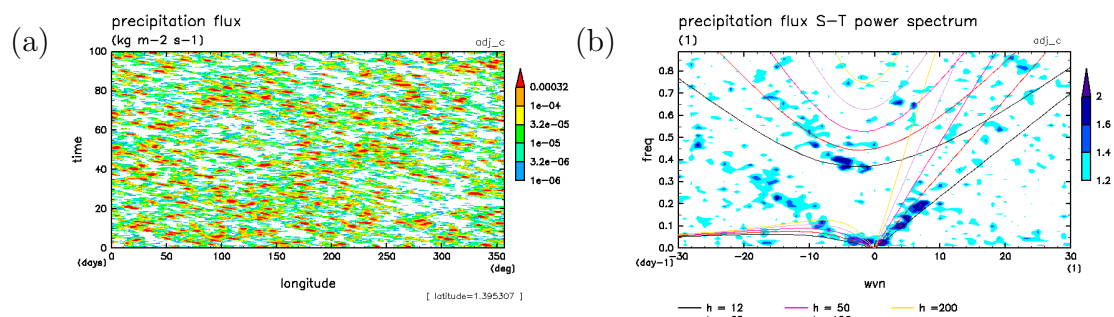 (a)
precipitation flux
(kg m-2 s-1)
adj_c
100
80
60
40
20
0
time
(days)
0 50 100 150 200 250 300 350
(deg)
longitude
[ latitude=1.395307 ]
0.00032
1e-04
3.2e-05
1e-05
3.2e-06
1e-06
(b)
precipitation flux S-T power spectrum
(1)
adj_c
0.8
0.7
0.6
0.5
0.4
0.3
0.2
0.1
0.0
freq
(day-1)
-30 -20 -10 0 10 20 30
(1)
wvn
2
1.6
1.4
1.2
h = 12 h = 50 h =200